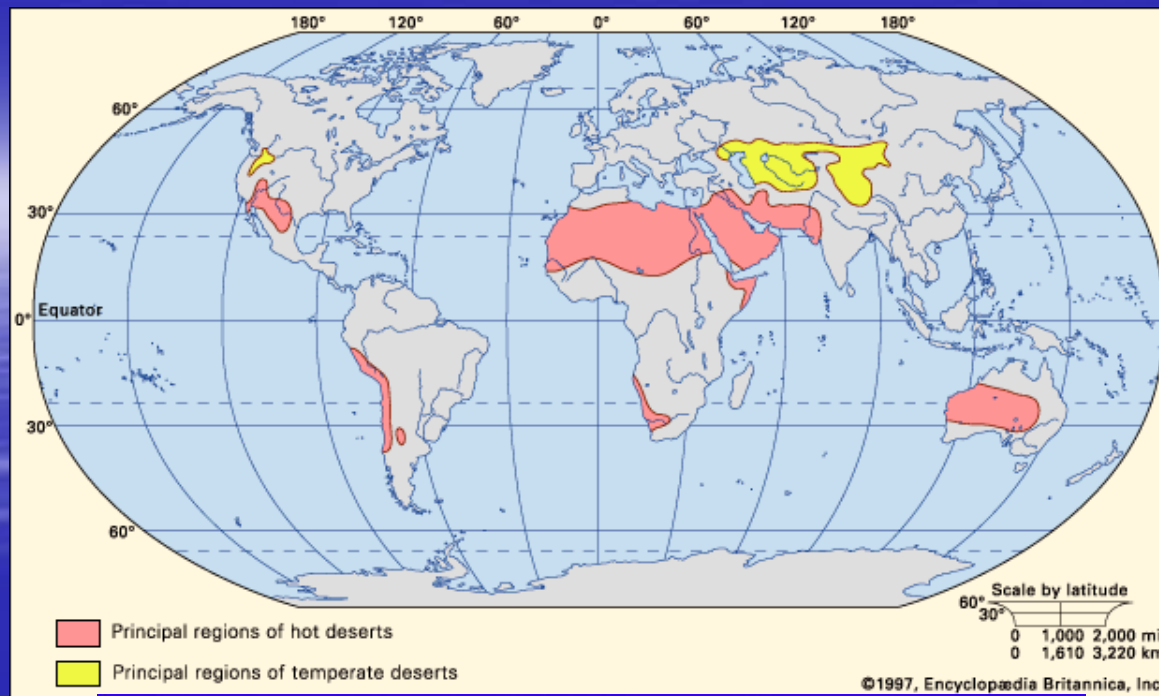 180° 120° 60° 0° 60° 120° 180°
60°
30°
Equator
0°
30°
60°
Scale by latitude
60°
30°
0 1,000 2,000 mi
0 1,610 3,220 km
Principal regions of hot deserts
Principal regions of temperate deserts
©1997, Encyclopædia Britannica, Inc